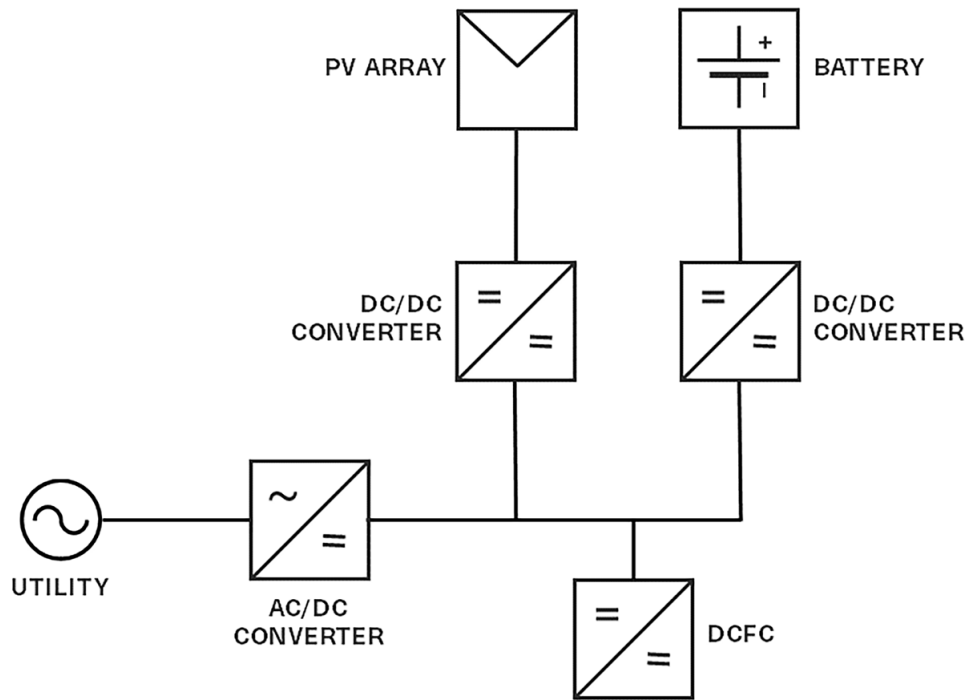 PV ARRAY
+
BATTERY
DC/DC
CONVERTER
=
=
=
=
DC/DC
CONVERTER
~
=
UTILITY
AC/DC
CONVERTER
=
=
DCFC